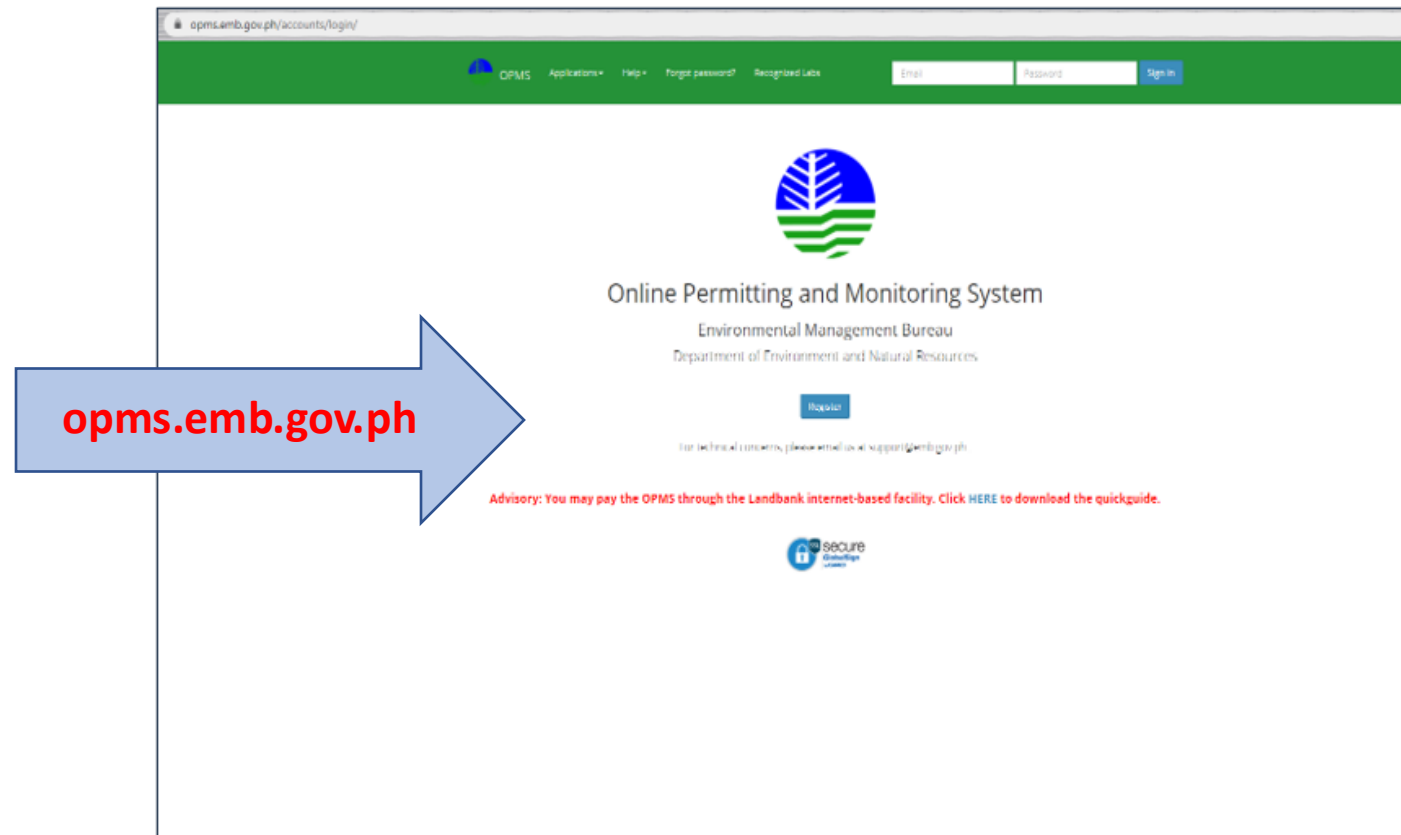 opms.emb.gov.ph/accounts/login/
OPMS Applications Help Forgot password? Recognized Labs Email Password Sign in
Online Permitting and Monitoring System
Environmental Management Bureau
Department of Environment and Natural Resources
Register
For technical concerns, please email us at support@emb.gov.ph
opms.emb.gov.ph
Advisory: You may pay the OPMS through the Landbank internet-based facility. Click HERE to download the quickguide.
secure
GlobalSign